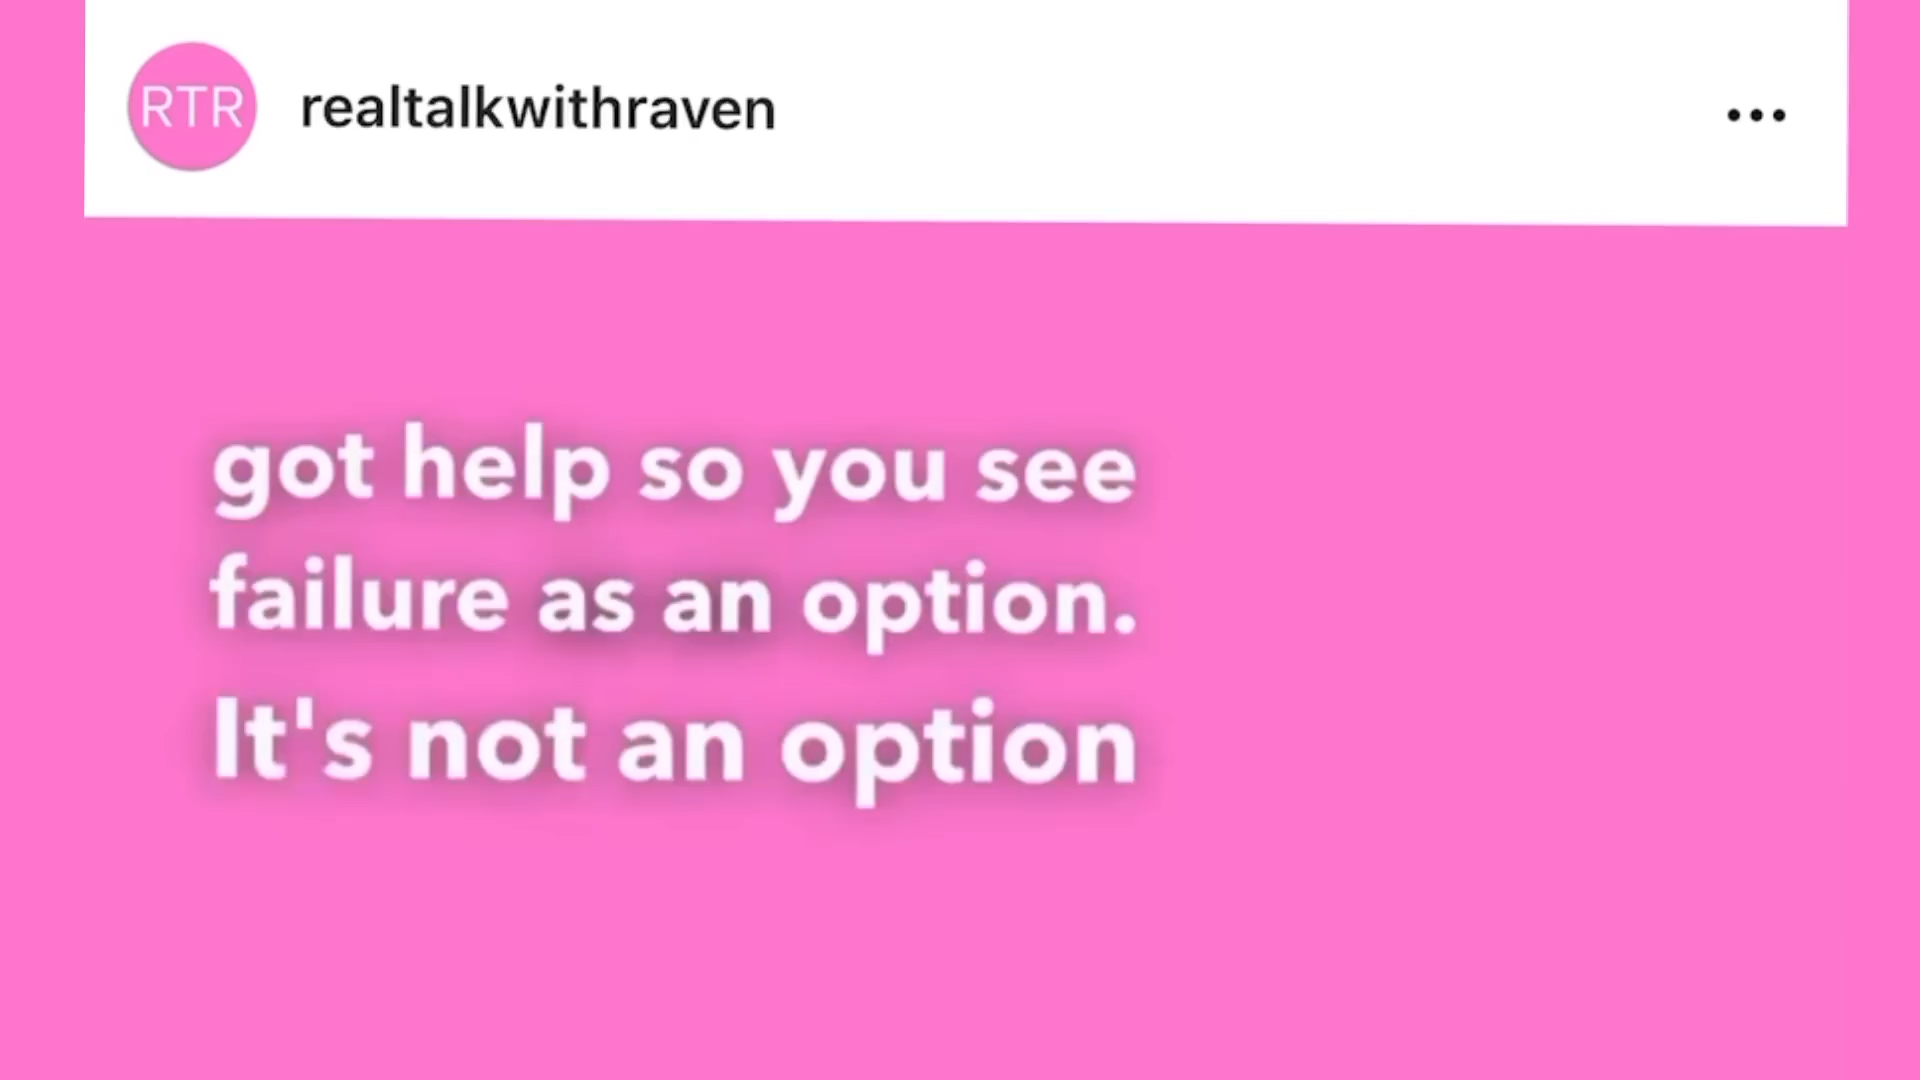 RTR
realtalkwithraven
got help so you see
failure as an option.
It's not an option